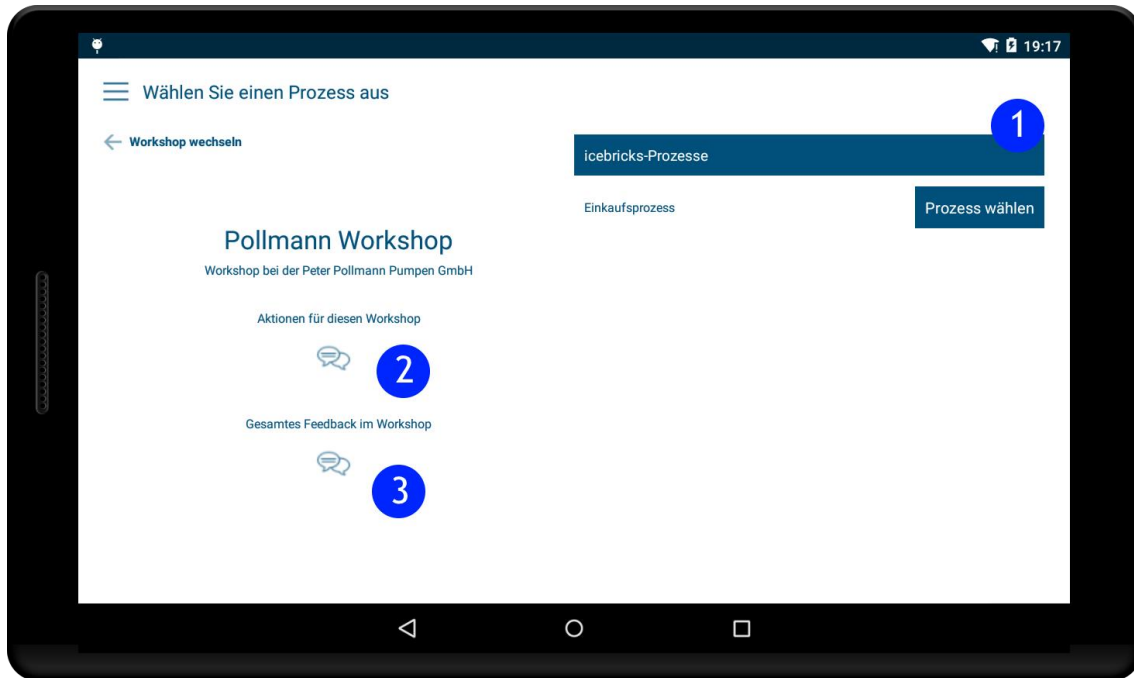 19:17
Wählen Sie einen Prozess aus
Workshop wechseln
1
icebricks-Prozesse
Einkaufsprozess
Prozess wählen
Pollmann Workshop
Workshop bei der Peter Pollmann Pumpen GmbH
Aktionen für diesen Workshop
2
Gesamtes Feedback im Workshop
3